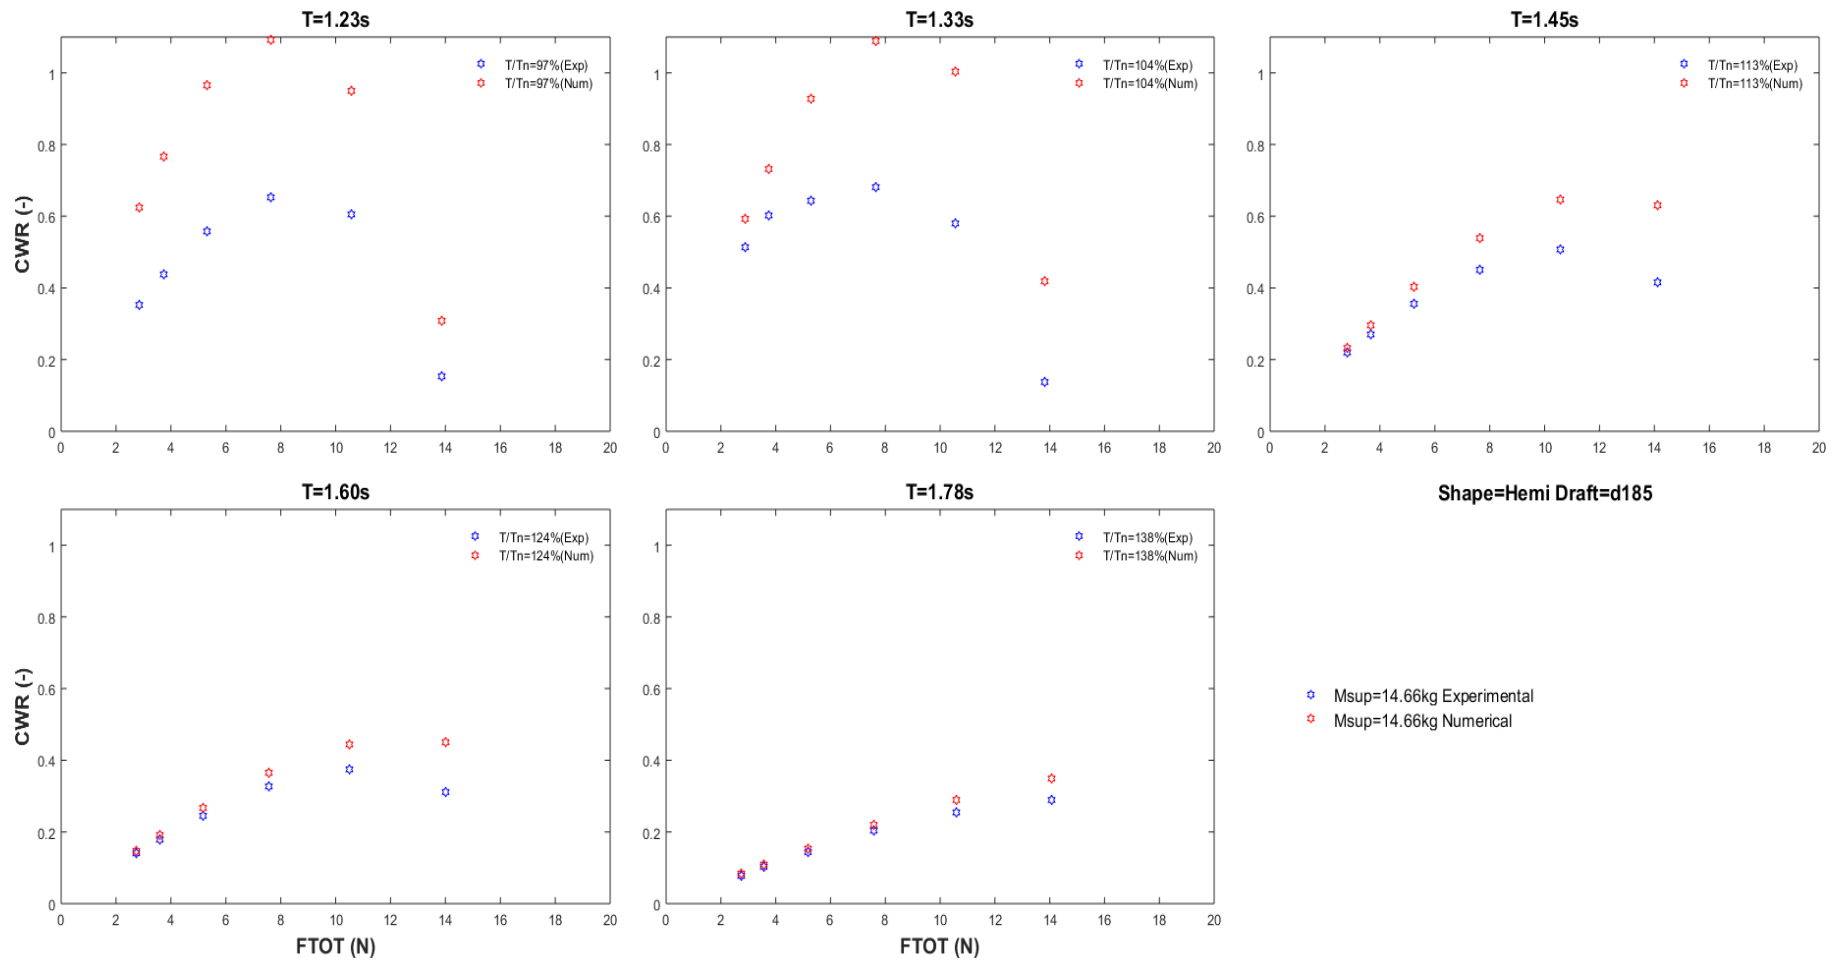 T=1.23s
T=1.33s
T=1.45s
T/Tn=97%(Exp)
T/Tn=97%(Num)
T/Tn=104%(Exp)
T/Tn=104%(Num)
T/Tn=113%(Exp)
T/Tn=113%(Num)
CWR (-)
1
0.8
0.6
0.4
0.2
0
0 2 4 6 8 10 12 14 16 18 20
1
0.8
0.6
0.4
0.2
0
0 2 4 6 8 10 12 14 16 18 20
1
0.8
0.6
0.4
0.2
0
0 2 4 6 8 10 12 14 16 18 20
T=1.60s
T=1.78s
Shape=Hemi Draft=d185
T/Tn=124%(Exp)
T/Tn=124%(Num)
T/Tn=138%(Exp)
T/Tn=138%(Num)
CWR (-)
1
0.8
0.6
0.4
0.2
0
0 2 4 6 8 10 12 14 16 18 20
FTOT (N)
1
0.8
0.6
0.4
0.2
0
0 2 4 6 8 10 12 14 16 18 20
FTOT (N)
Msup=14.66kg Experimental
Msup=14.66kg Numerical